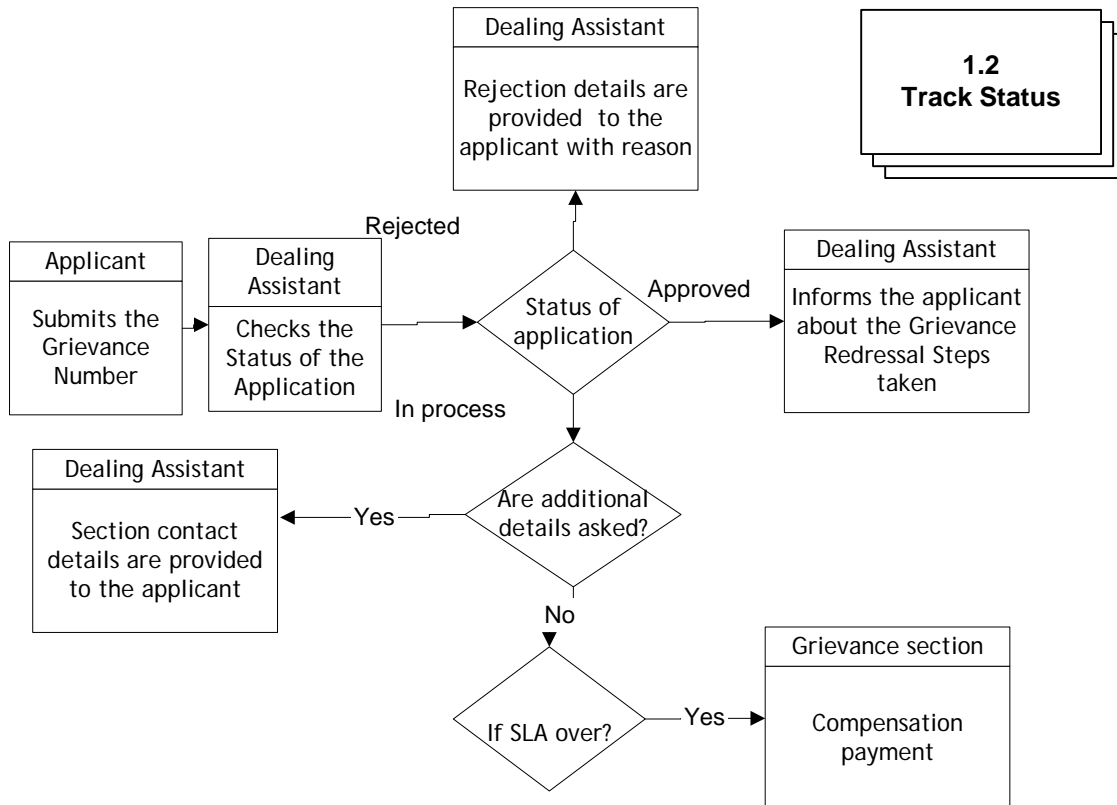 Dealing Assistant
Rejection details are
provided to the
applicant with reason
1.2
Track Status
Rejected
Applicant
Submits the
Grievance
Number
Dealing
Assistant
Checks the
Status of the
Application
Status of
application
Approved
Dealing Assistant
Informs the applicant
about the Grievance
Redressal Steps
taken
In process
Dealing Assistant
Section contact
details are provided
to the applicant
Yes
Are additional
details asked?
No
If SLA over?
Yes
Grievance section
Compensation
payment